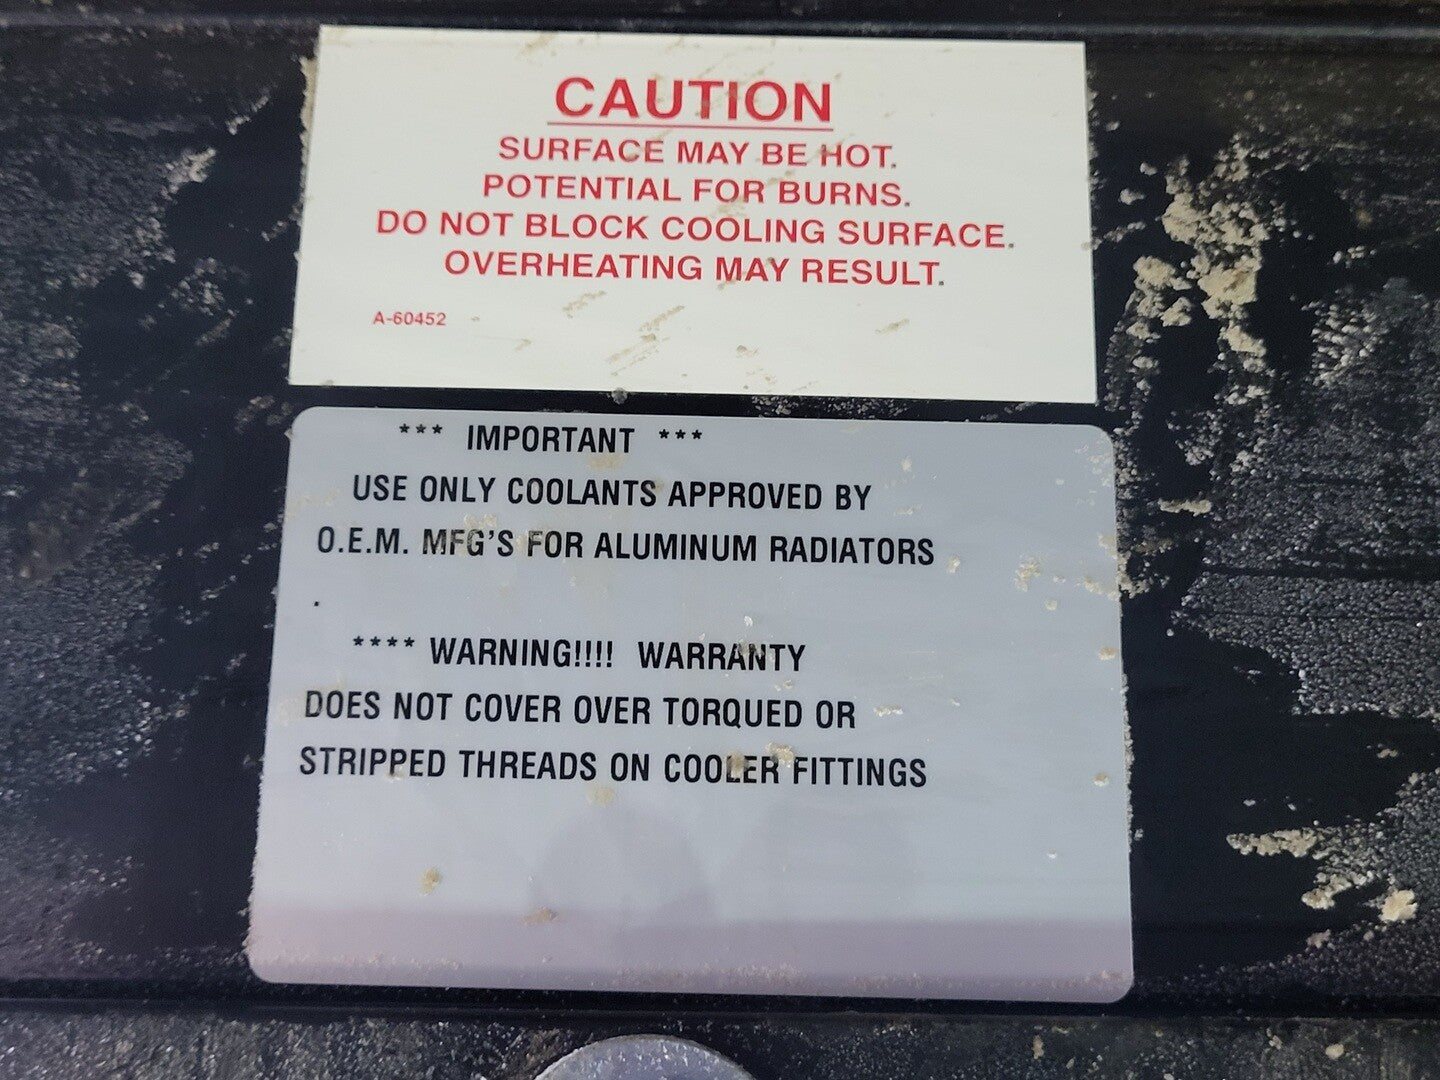 CAUTION
SURFACE MAY BE HOT.
POTENTIAL FOR BURNS.
DO NOT BLOCK COOLING SURFACE.
OVERHEATING MAY RESULT.
A-60452
*** IMPORTANT ***
USE ONLY COOLANTS APPROVED BY
O.E.M. MFG'S FOR ALUMINUM RADIATORS
.
**** WARNING!!!! WARRANTY
DOES NOT COVER OVER TORQUED OR
STRIPPED THREADS ON COOLER FITTINGS